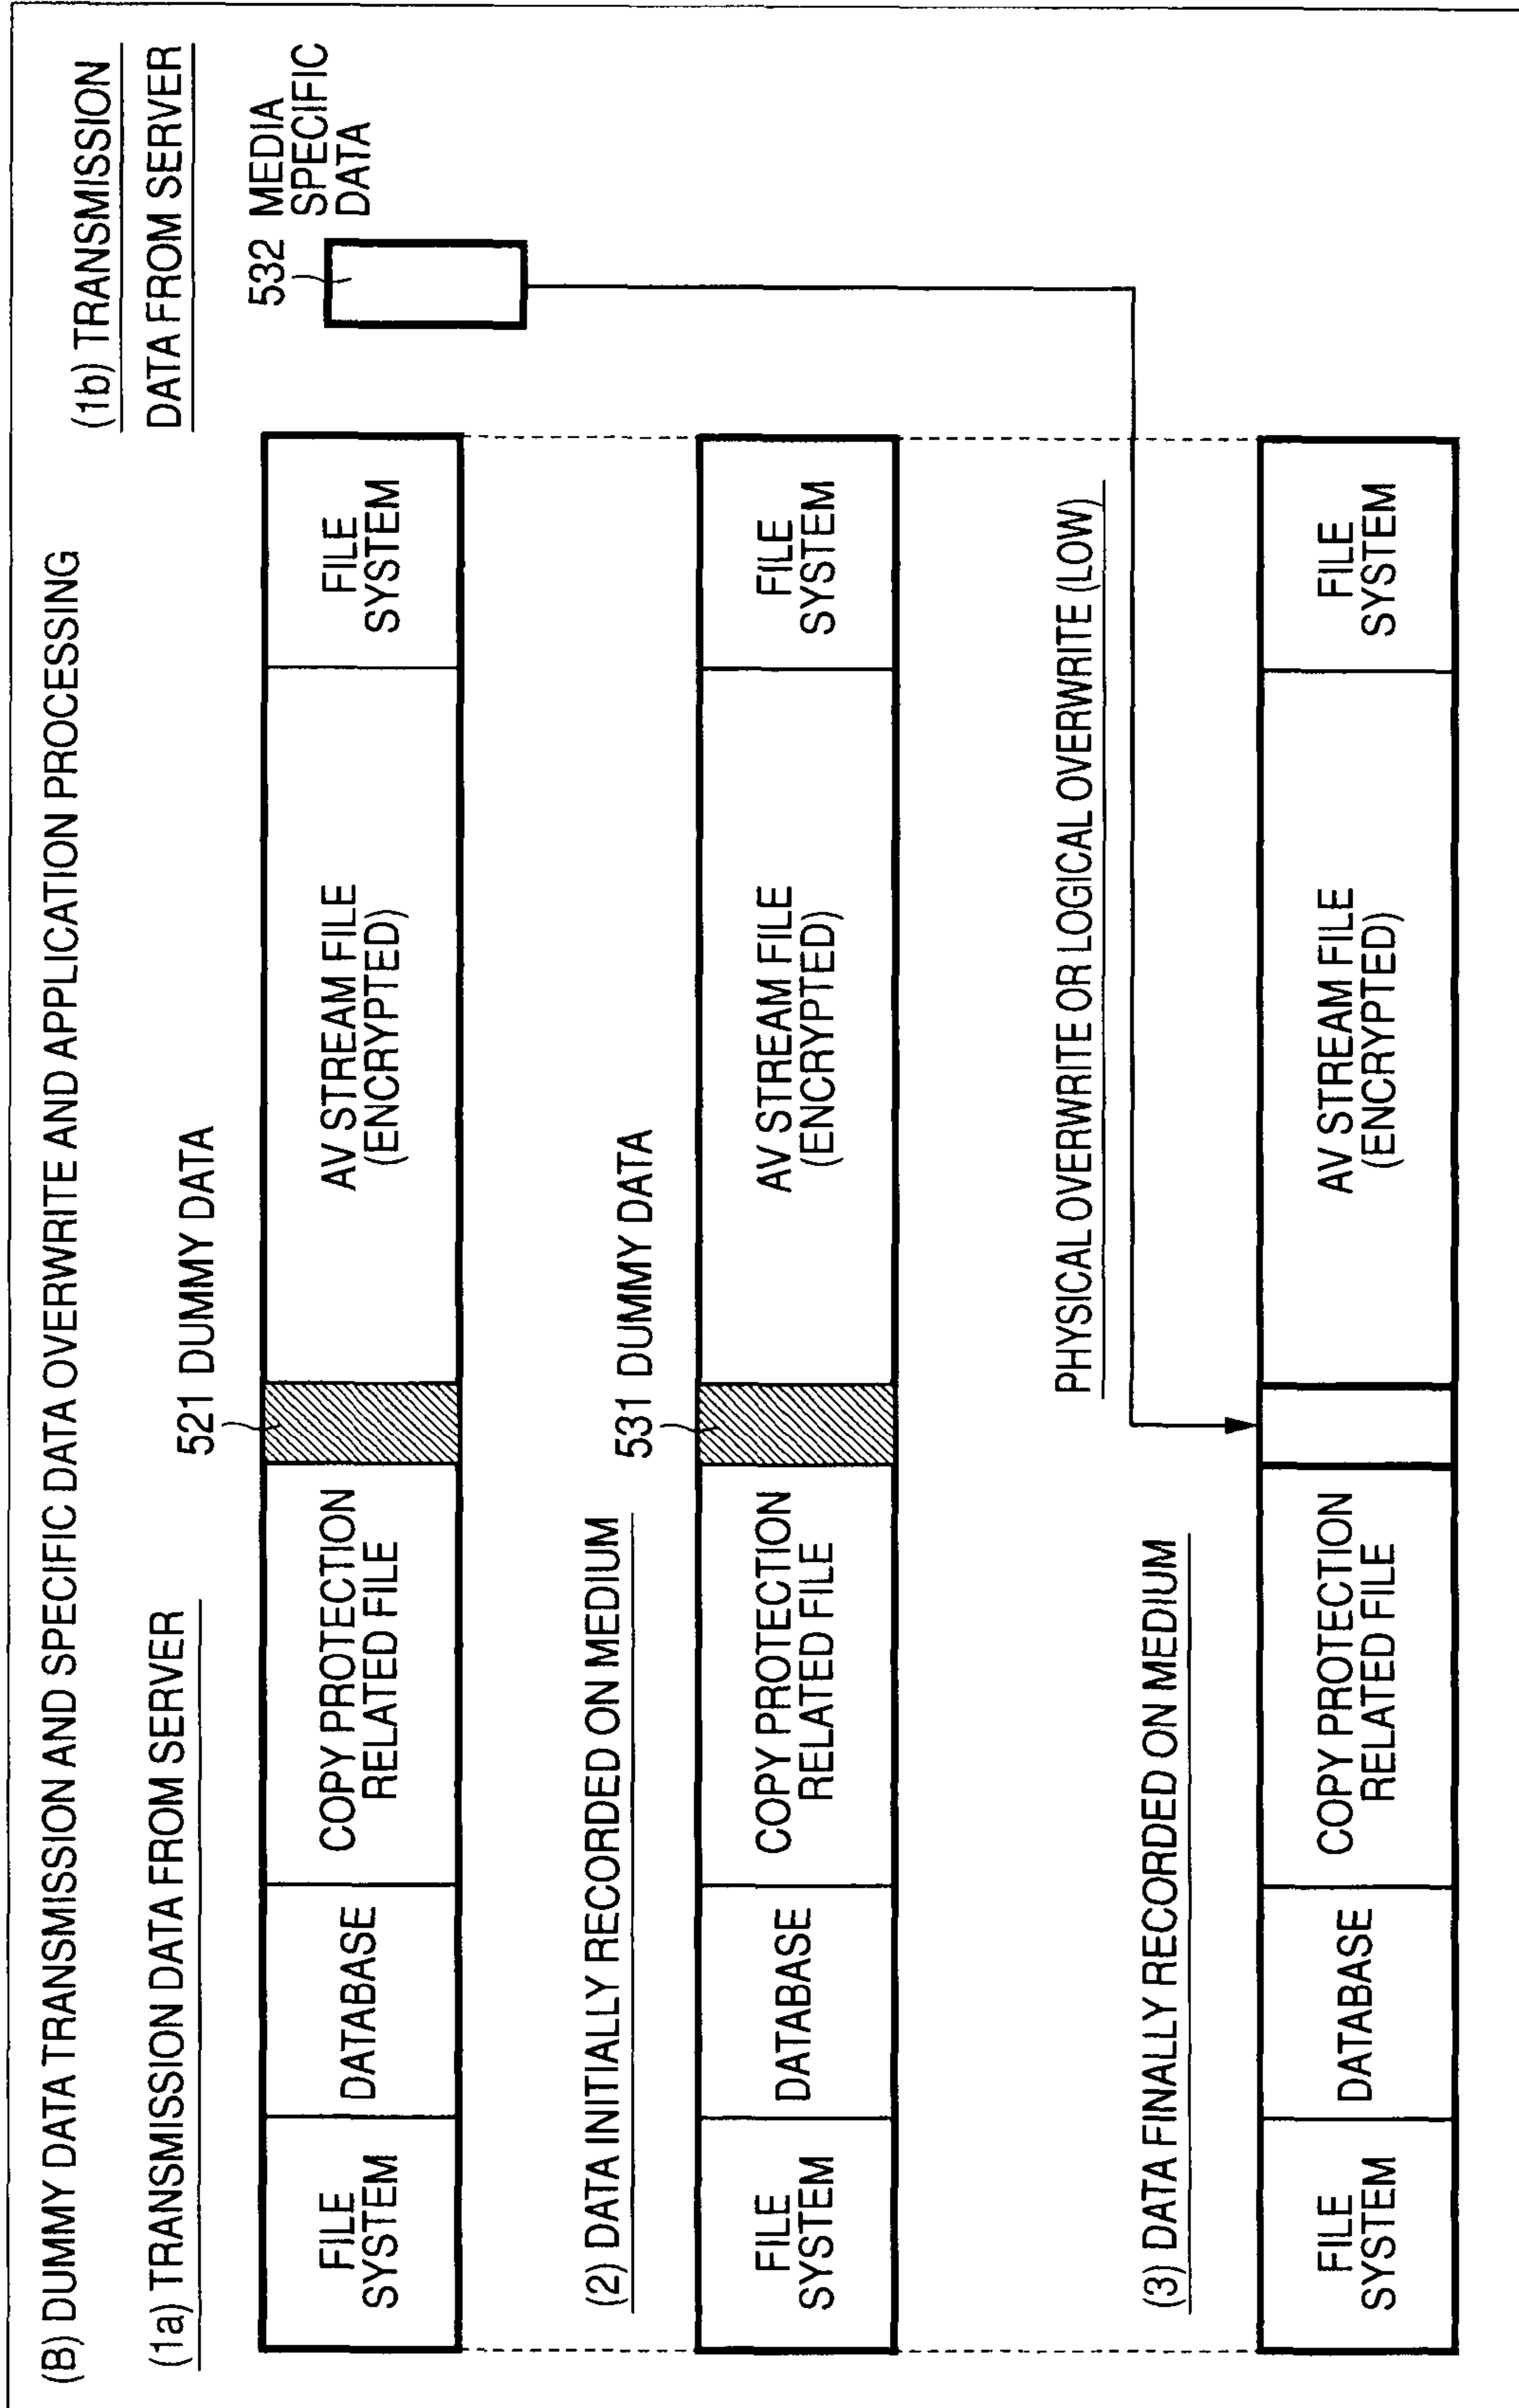 (B) DUMMY DATA TRANSMISSION AND SPECIFIC DATA OVERWRITE AND APPLICATION PROCESSING
(1a) TRANSMISSION DATA FROM SERVER
(1b) TRANSMISSION
DATA FROM SERVER
521 DUMMY DATA
532 MEDIA
SPECIFIC
DATA
FILE
SYSTEM
DATABASE
COPY PROTECTION
RELATED FILE
AV STREAM FILE
(ENCRYPTED)
FILE
SYSTEM
(2) DATA INITIALLY RECORDED ON MEDIUM
531 DUMMY DATA
FILE
SYSTEM
DATABASE
COPY PROTECTION
RELATED FILE
AV STREAM FILE
(ENCRYPTED)
FILE
SYSTEM
PHYSICAL OVERWRITE OR LOGICAL OVERWRITE (LOW)
(3) DATA FINALLY RECORDED ON MEDIUM
FILE
SYSTEM
DATABASE
COPY PROTECTION
RELATED FILE
AV STREAM FILE
(ENCRYPTED)
FILE
SYSTEM